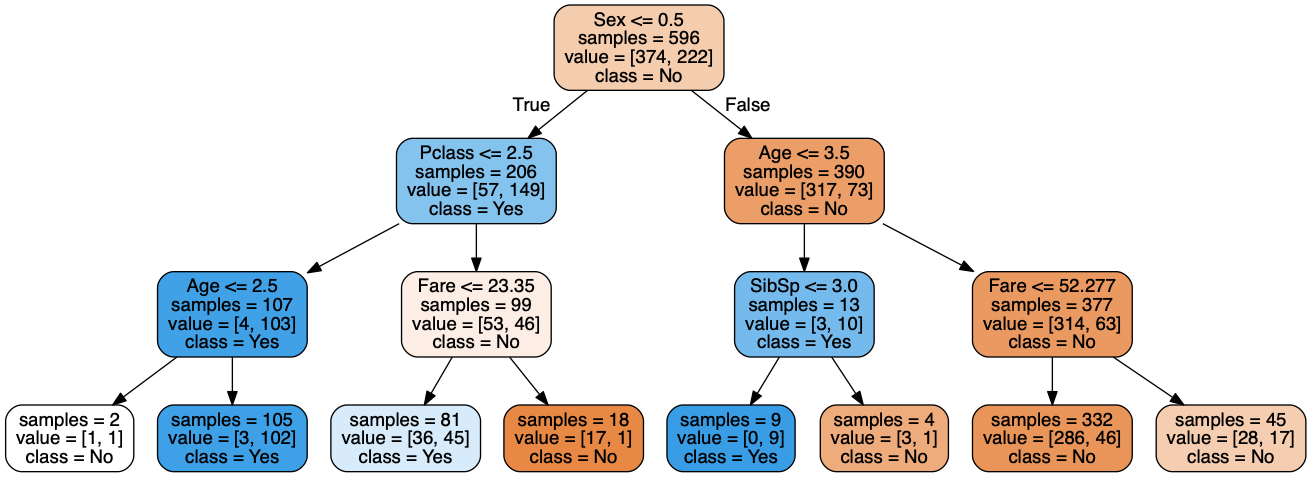 Sex <= 0.5
samples = 596
value = [374, 222]
class = No
True
False
Pclass <= 2.5
samples = 206
value = [57, 149]
class = Yes
Age <= 3.5
samples = 390
value = [317, 73]
class = No
Age <= 2.5
samples = 107
value = [4, 103]
class = Yes
Fare <= 23.35
samples = 99
value = [53, 46]
class = No
SibSp <= 3.0
samples = 13
value = [3, 10]
class = Yes
Fare <= 52.277
samples = 377
value = [314, 63]
class = No
samples = 2
value = [1, 1]
class = No
samples = 105
value = [3, 102]
class = Yes
samples = 81
value = [36, 45]
class = Yes
samples = 18
value = [17, 1]
class = No
samples = 9
value = [0, 9]
class = Yes
samples = 4
value = [3, 1]
class = No
samples = 332
value = [286, 46]
class = No
samples = 45
value = [28, 17]
class = No